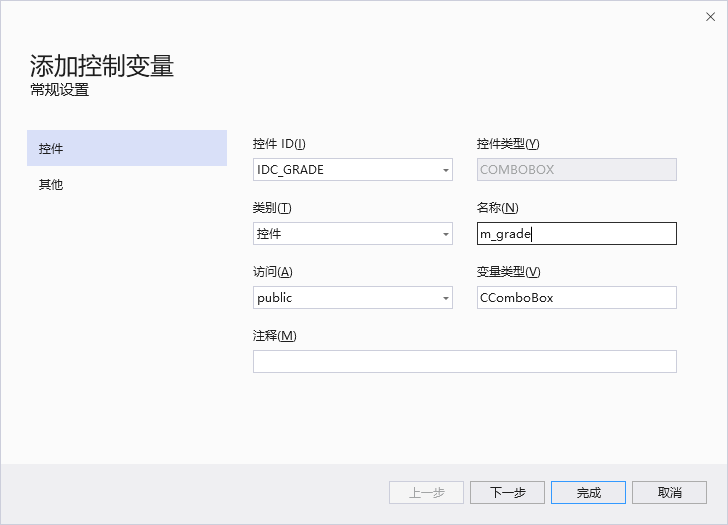 添加控制变量
常规设置
控件
其他
控件 ID(I)
控件类型(Y)
IDC_GRADE
COMBOBOX
类别(T)
名称(N)
控件
m_grade
访问(A)
变量类型(V)
public
CComboBox
注释(M)
上一步
下一步
完成
取消